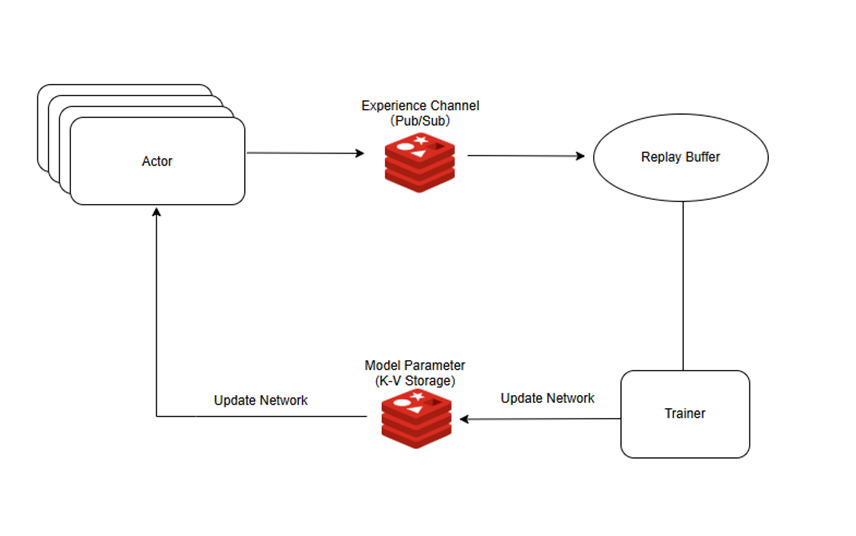 Experience Channel
(Pub/Sub)
Actor
Replay Buffer
Model Parameter
(K-V Storage)
Update Network
Update Network
Trainer